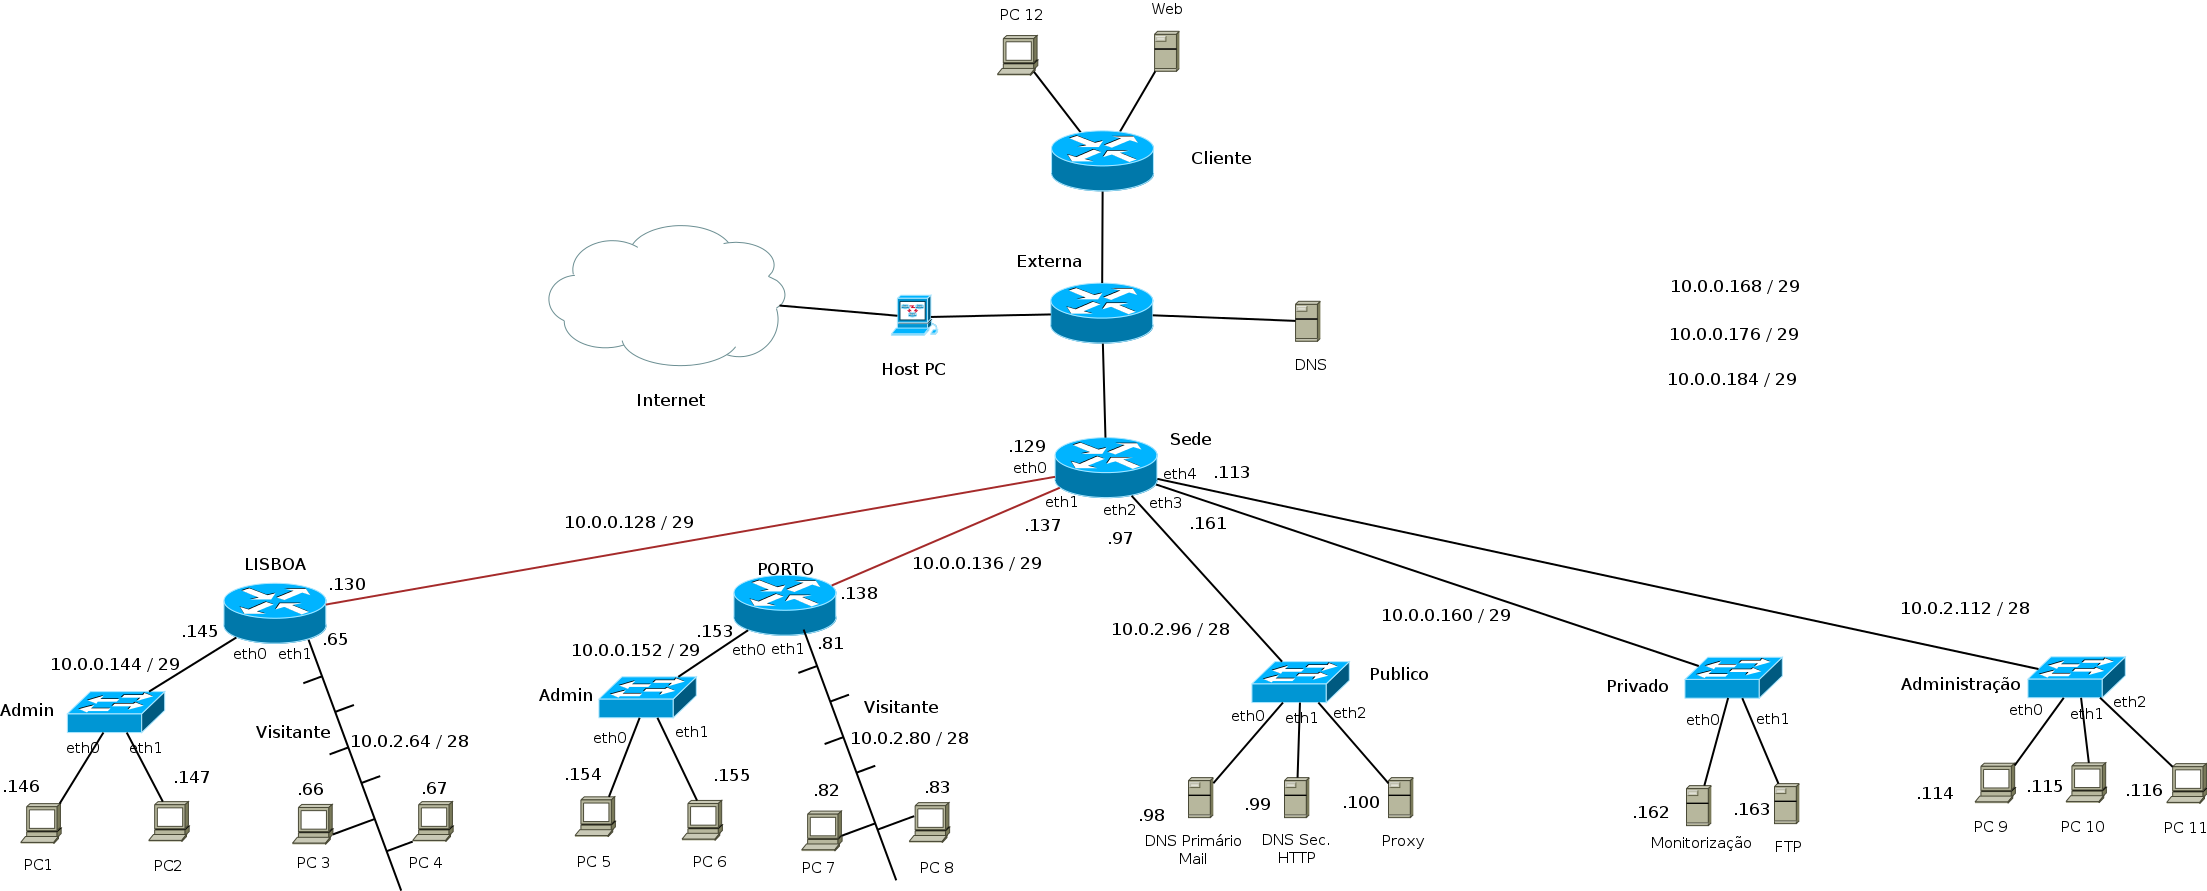 PC 12
Web
Cliente
Externa
Host PC
DNS
Internet
10.0.0.168 / 29
10.0.0.176 / 29
10.0.0.184 / 29
Sede
.129
eth0
eth4
.113
eth1
eth3
eth2
.137
.161
.97
10.0.0.128 / 29
10.0.0.136 / 29
LISBOA
.130
PORTO
.138
.145
.65
eth0
eth1
10.0.0.144 / 29
.153
.81
eth0
eth1
10.0.0.152 / 29
10.0.2.96 / 28
10.0.0.160 / 29
10.0.2.112 / 28
Admin
eth0
eth1
Visitante
10.0.2.64 / 28
Admin
eth0
eth1
Visitante
10.0.2.80 / 28
Publico
eth0
eth1
eth2
Privado
eth0
eth1
Administração
eth0
eth1
eth2
.146
.147
.66
.67
.154
.155
.82
.83
.98
.99
.100
.162
.163
.114
.115
.116
PC1
PC2
PC 3
PC 4
PC 5
PC 6
PC 7
PC 8
DNS Primário
Mail
DNS Sec.
HTTP
Proxy
Monitorização
FTP
PC 9
PC 10
PC 11